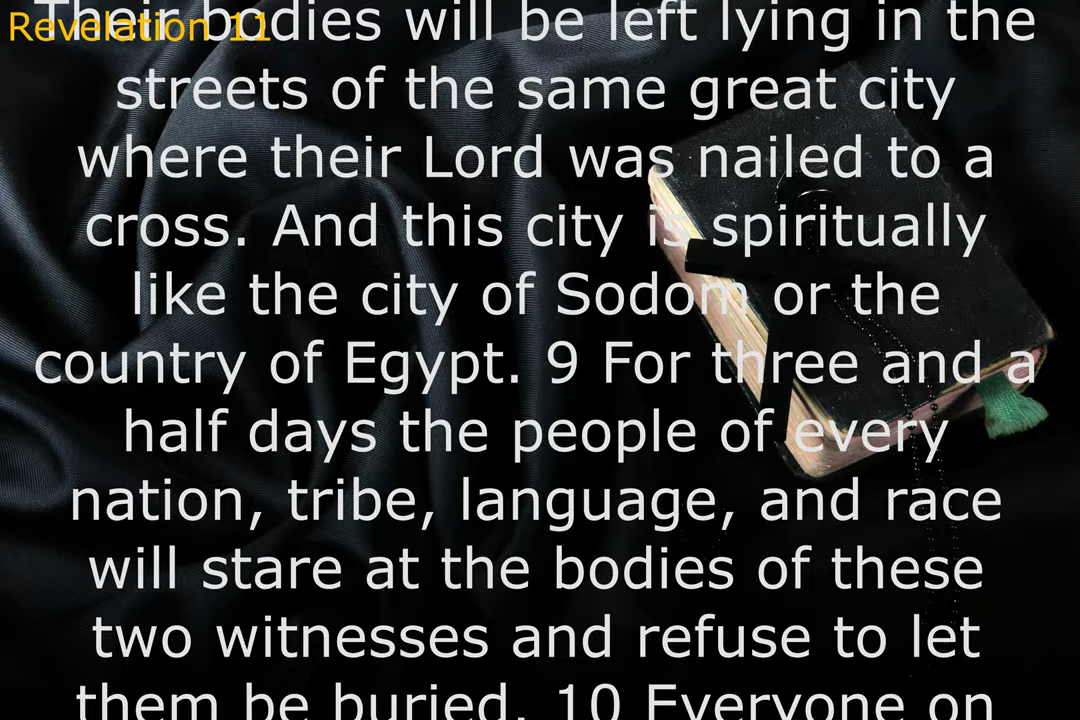 Revelation 11
Their bodies will be left lying in the
streets of the same great city
where their Lord was nailed to a
cross. And this city is spiritually
like the city of Sodom or the
country of Egypt. 9 For three and a
half days the people of every
nation, tribe, language, and race
will stare at the bodies of these
two witnesses and refuse to let
them be buried. 10 Everyone on